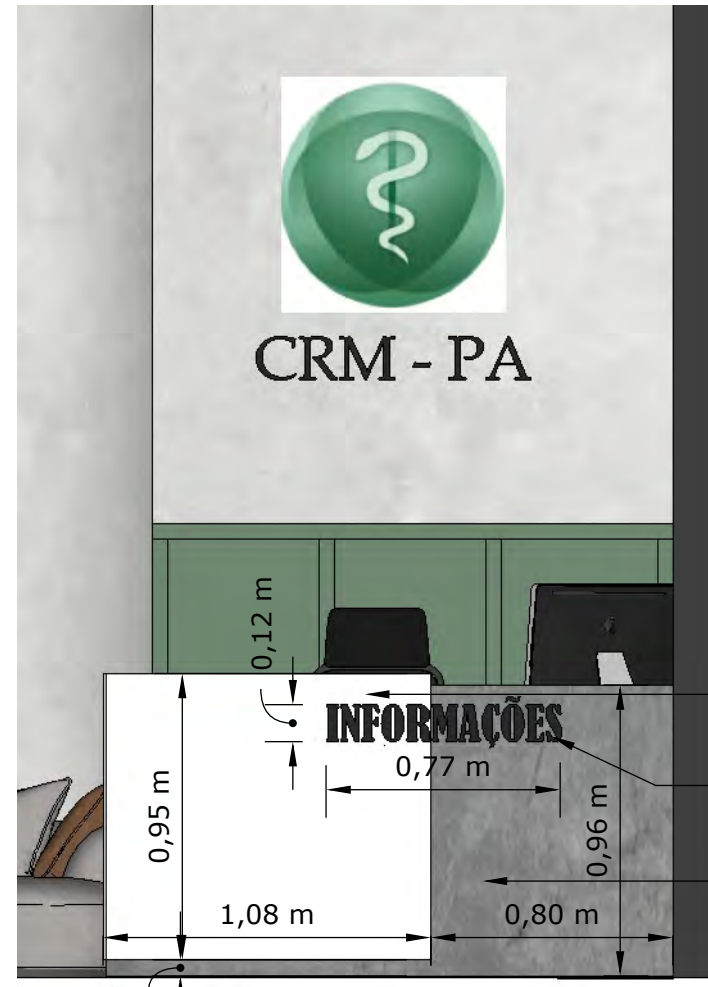 CRM - PA
0,12 m
INFORMAÇÕES
0,77 m
0,95 m
0,96 m
1,08 m
0,80 m